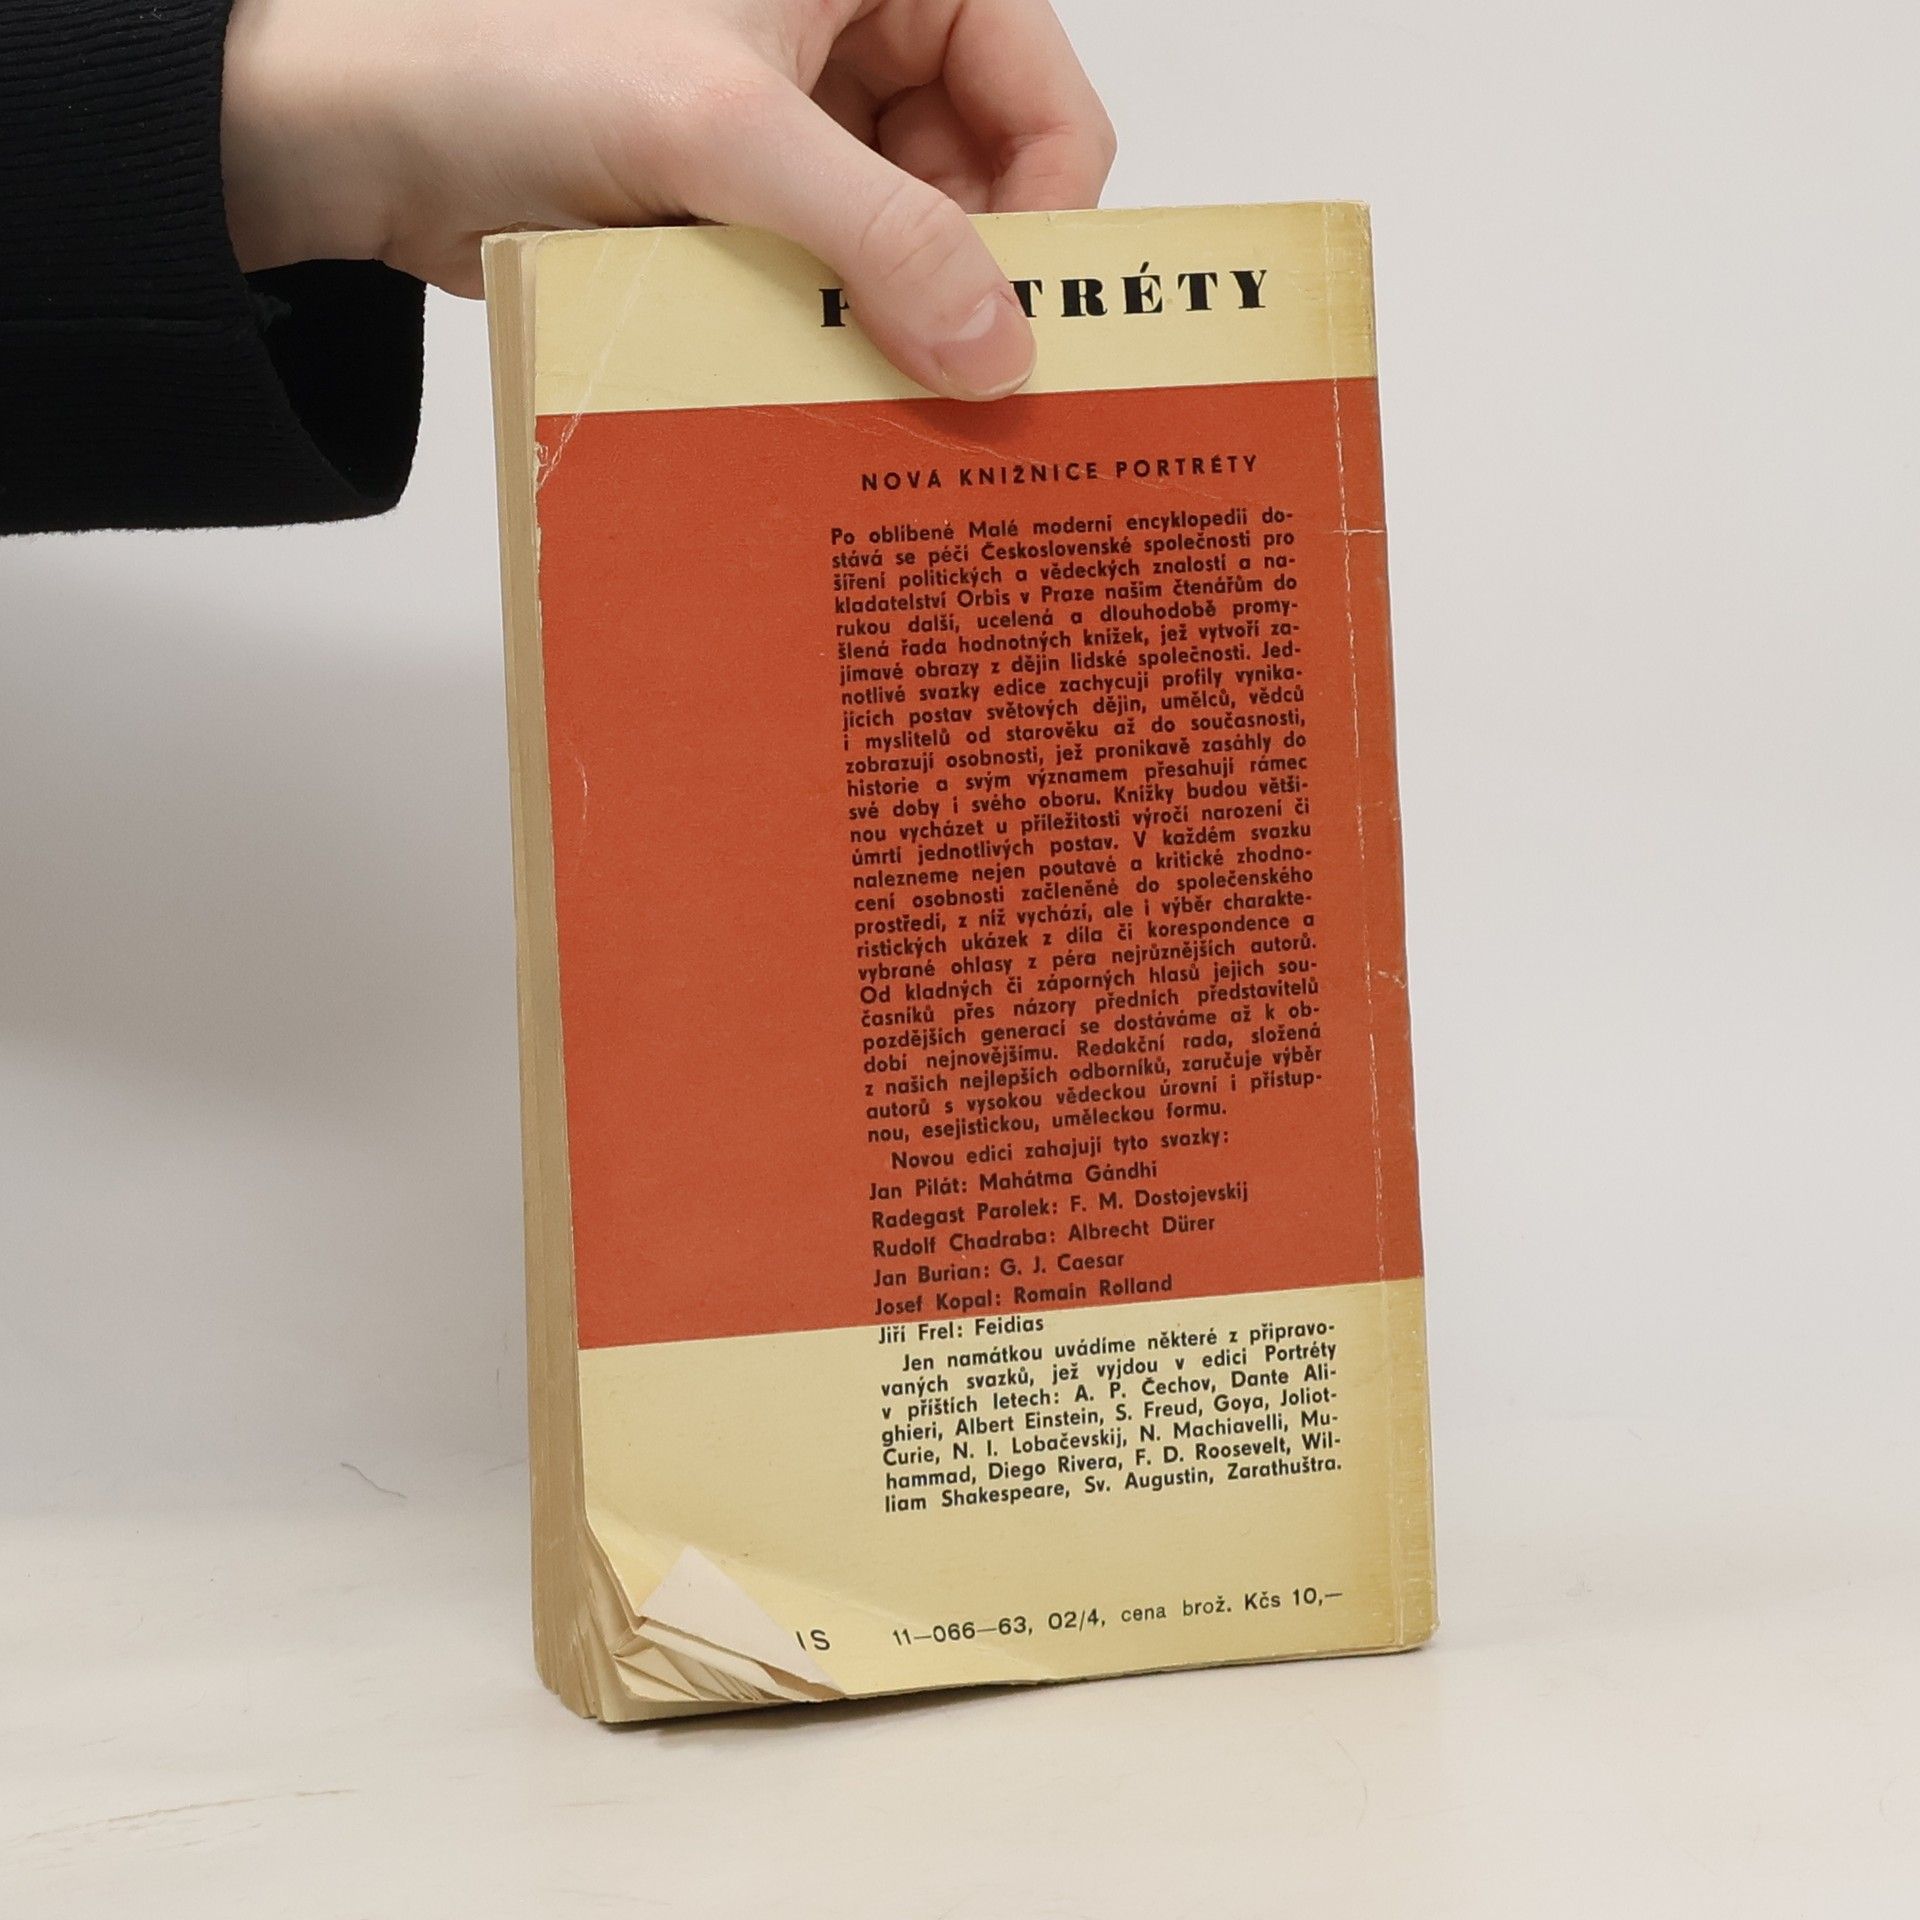 TRÉTY
NOVÁ KNIŽNICE PORTRÉTY
Po oblíbené Malé moderní encyklopedii do-
stává se péčí Československé společnosti pro
šíření politických a vědeckých znalostí a na-
kladatelství Orbis v Praze našim čtenářům do
rukou další, ucelená a dlouhodobě promy-
šlená řada hodnotných knížek, jež vytvoří za-
jímavé obrazy z dějin lidské společnosti. Jed-
notlivé svazky edice zachycují profily vynika-
jících postav světových dějin, umělců, vědců
i myslitelů od starověku až do současnosti,
zobrazují osobnosti, jež pronikavě zasáhly do
historie a svým významem přesahují rámec
své doby i svého oboru. Knížky budou větši-
nou vycházet u příležitosti výročí narození či
úmrtí jednotlivých postav. V každém svazku
nalezneme nejen poutavé a kritické zhodno-
cení osobnosti začleněné do společenského
prostředí, z níž vychází, ale i výběr charakte-
ristických ukázek z díla či korespondence a
vybrané ohlasy z péra nejrůznějších autorů.
Od kladných či záporných hlasů jejich sou-
časníků přes názory předních představitelů
pozdějších generací se dostáváme až k ob-
dobí nejnovějšímu. Redakční rada, složená
z našich nejlepších odborníků, zaručuje výběr
autorů s vysokou vědeckou úrovní i přístup-
nou, esejistickou, uměleckou formu.
Novou edici zahajují tyto svazky:
Jan Pilát: Mahátma Gándhí
Radegast Parolek: F. M. Dostojevskij
Rudolf Chadraba: Albrecht Dürer
Jan Burian: G. J. Caesar
Josef Kopal: Romain Rolland
Jiří Frel: Feidias
Jen namátkou uvádíme některé z připravo-
vaných svazků, jež vyjdou v edici Portréty
v příštích letech: A. P. Čechov, Dante Ali-
ghieri, Albert Einstein, S. Freud, Goya, Joliot-
Curie, N. I. Lobačevskij, N. Machiavelli, Mu-
hammad, Diego Rivera, F. D. Roosevelt, Wil-
liam Shakespeare, Sv. Augustin, Zarathuštra.
IS 11—066—63, 02/4, cena brož. Kčs 10,—